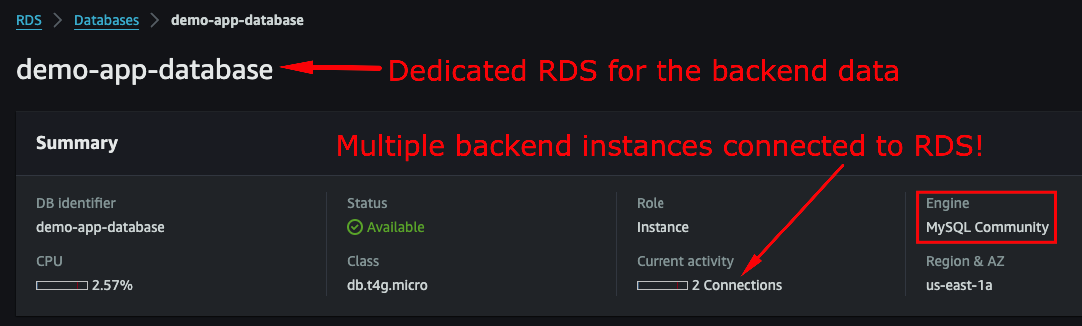 RDS > Databases > demo-app-database
demo-app-database Dedicated RDS for the backend data
Summary
Multiple backend instances connected to RDS!
DB identifier Status Role Engine
demo-app-database Available Instance MySQL Community
CPU Class Current activity Region & AZ
2.57% db.t4g.micro 2 Connections us-east-1a